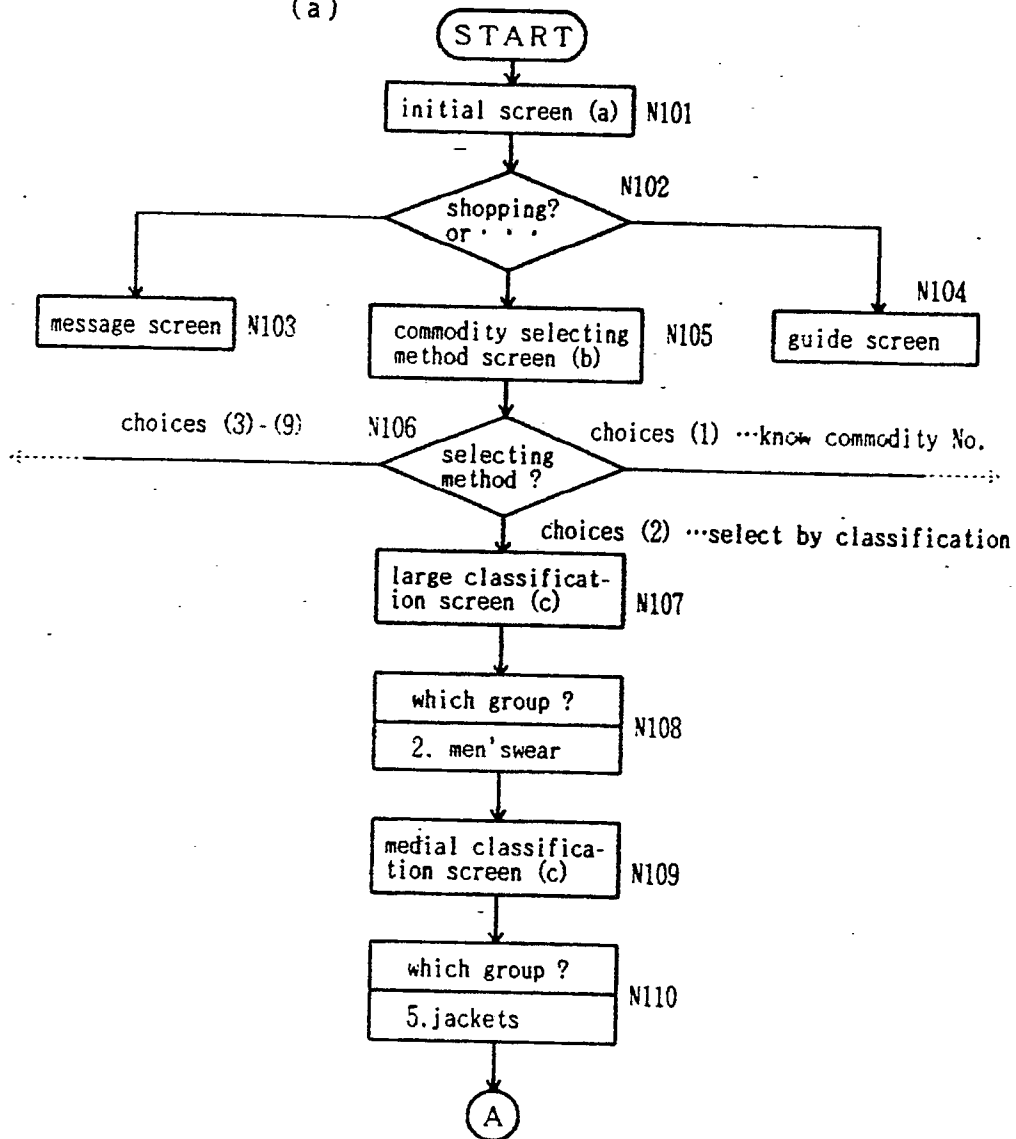 (a)
START
initial screen (a) N101
N102
shopping?
or · · ·
N104
message screen N103
commodity selecting
method screen (b)
N105
guide screen
choices (3)-(9)
N106
choices (1) …know commodity No.
selecting
method ?
choices (2) …select by classification
large classificat-
ion screen (c)
N107
which group ?
N108
2. men'swear
medial classifica-
tion screen (c)
N109
which group ?
N110
5.jackets
A